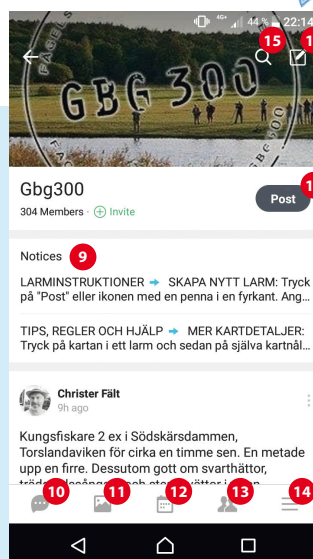 4G+ 44 % 22:14
15
GBG 300
Gbg300
304 Members · Invite
Post
Notices 9
LARMINSTRUKTIONER ➡ SKAPA NYTT LARM: Tryck
på "Post" eller ikonen med en penna i en fyrkant. Ang...
TIPS, REGLER OCH HJÄLP ➡ MER KARTDETALJER:
Tryck på kartan i ett larm och sedan på själva kartnål...
Christer Fält
9h ago
Kungsfiskare 2 ex i Södskärsdammen,
Torslandaviken för cirka en timme sen. En metade
upp en firre. Dessutom gott om svarthättor,
10 11 12 13 14